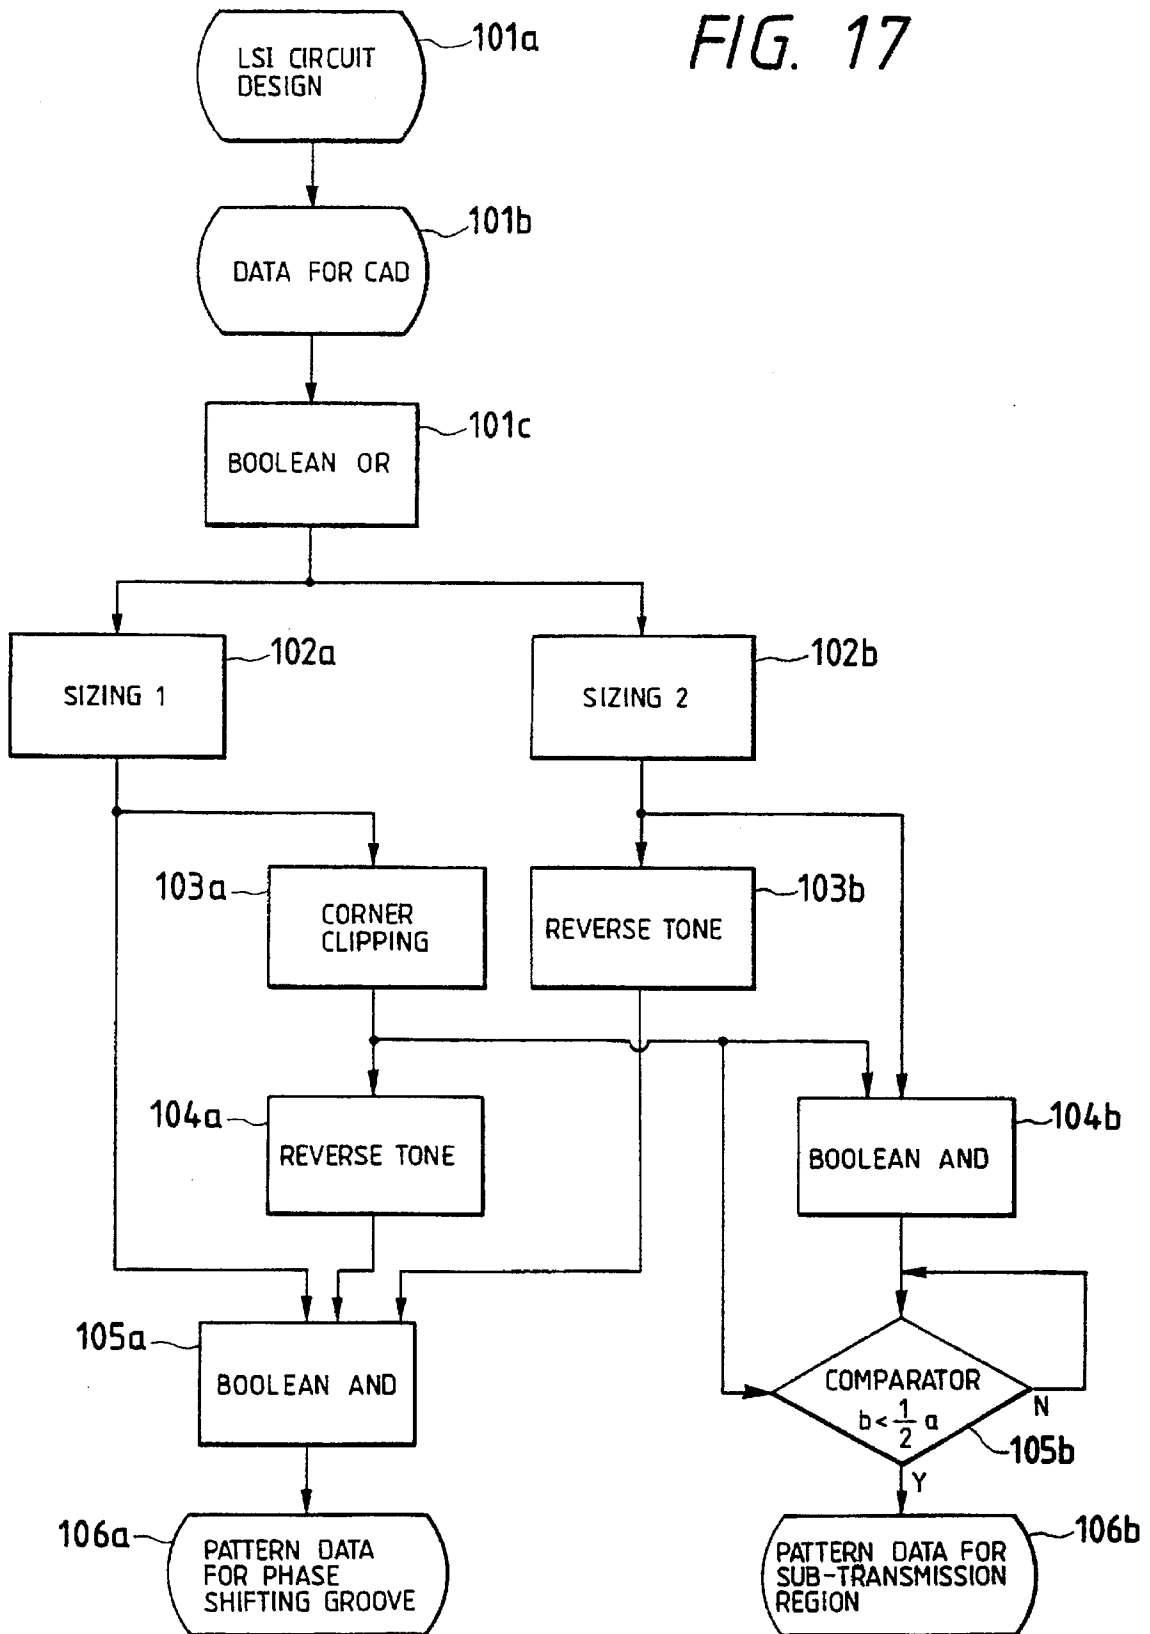 FIG. 17
LSI CIRCUIT
DESIGN
101a
DATA FOR CAD
101b
BOOLEAN OR
101c
SIZING 1
102a
SIZING 2
102b
103a
CORNER
CLIPPING
REVERSE TONE
103b
104a
REVERSE TONE
BOOLEAN AND
104b
105a
BOOLEAN AND
COMPARATOR
b < 1/2 a
N
105b
Y
106a
PATTERN DATA
FOR PHASE
SHIFTING GROOVE
PATTERN DATA FOR
SUB-TRANSMISSION
REGION
106b